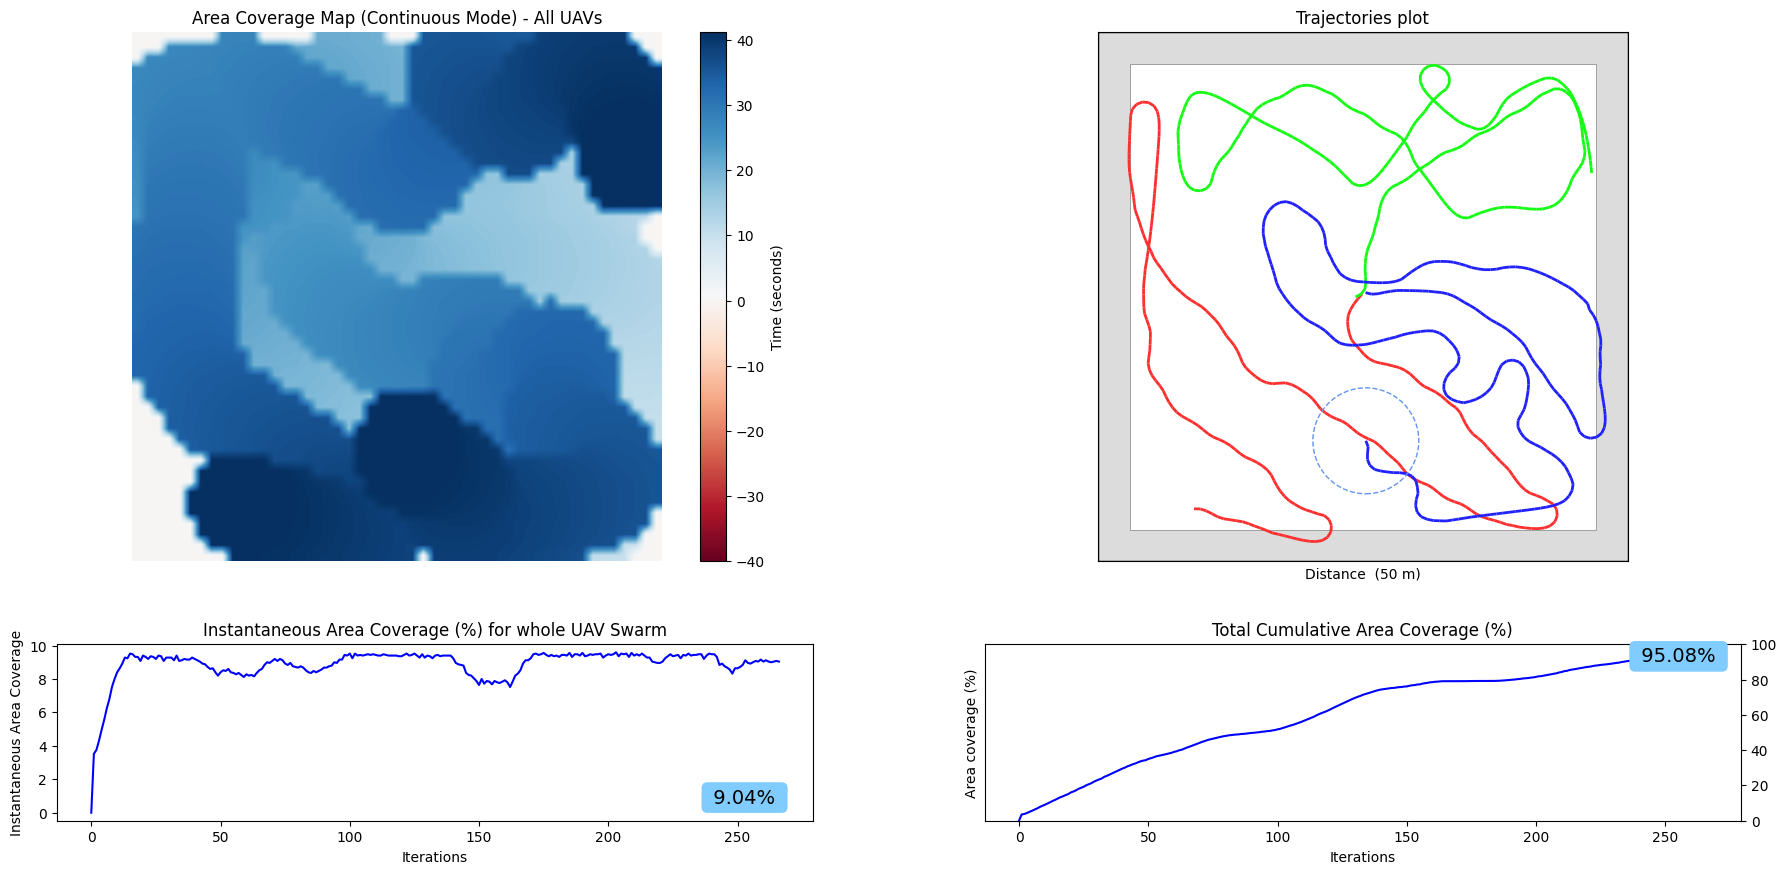 Area Coverage Map (Continuous Mode) - All UAVs
40
30
20
10
0
−10
−20
−30
−40
Time (seconds)
Trajectories plot
Distance  (50 m)
Instantaneous Area Coverage (%) for whole UAV Swarm
Instantaneous Area Coverage
10
8
6
4
2
0
9.04%
0 50 100 150 200 250
Iterations
Total Cumulative Area Coverage (%)
Area coverage (%)
95.08%
100
80
60
40
20
0
0 50 100 150 200 250
Iterations